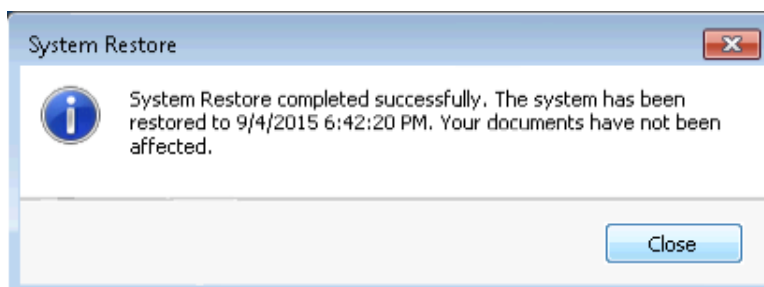 System Restore
System Restore completed successfully. The system has been
restored to 9/4/2015 6:42:20 PM. Your documents have not been
affected.
Close